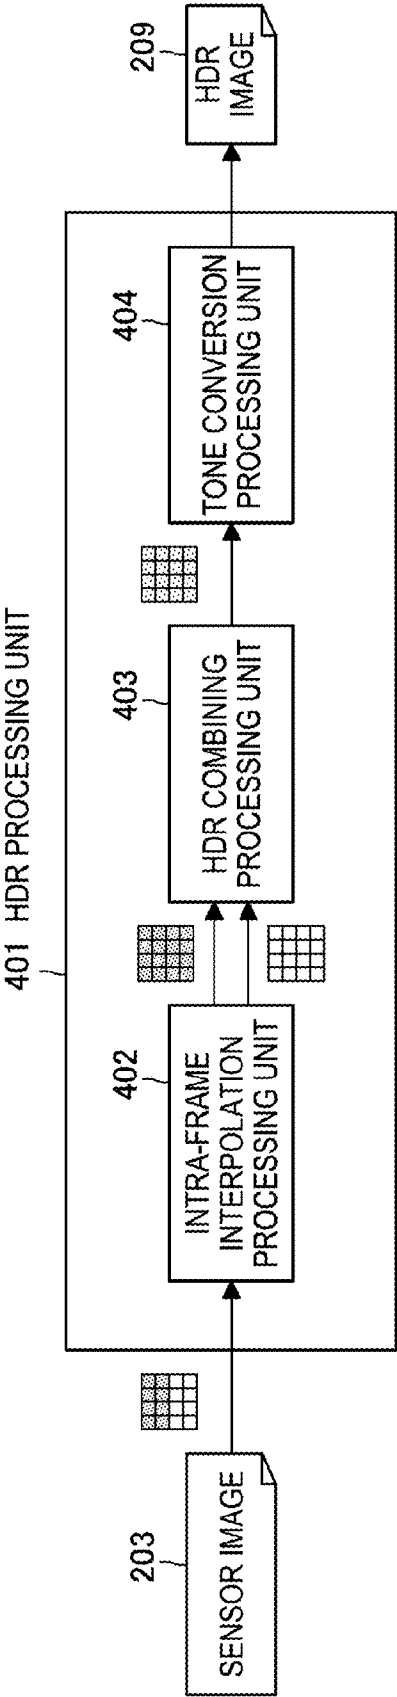 401 HDR PROCESSING UNIT
203
SENSOR IMAGE
402
INTRA-FRAME
INTERPOLATION
PROCESSING UNIT
403
HDR COMBINING
PROCESSING UNIT
404
TONE CONVERSION
PROCESSING UNIT
209
HDR
IMAGE